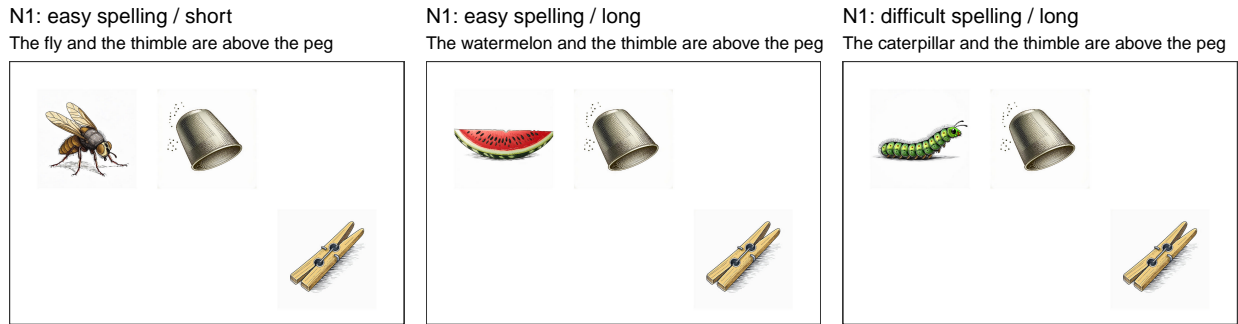 N1: easy spelling / short
The fly and the thimble are above the peg
N1: easy spelling / long
The watermelon and the thimble are above the peg
N1: difficult spelling / long
The caterpillar and the thimble are above the peg